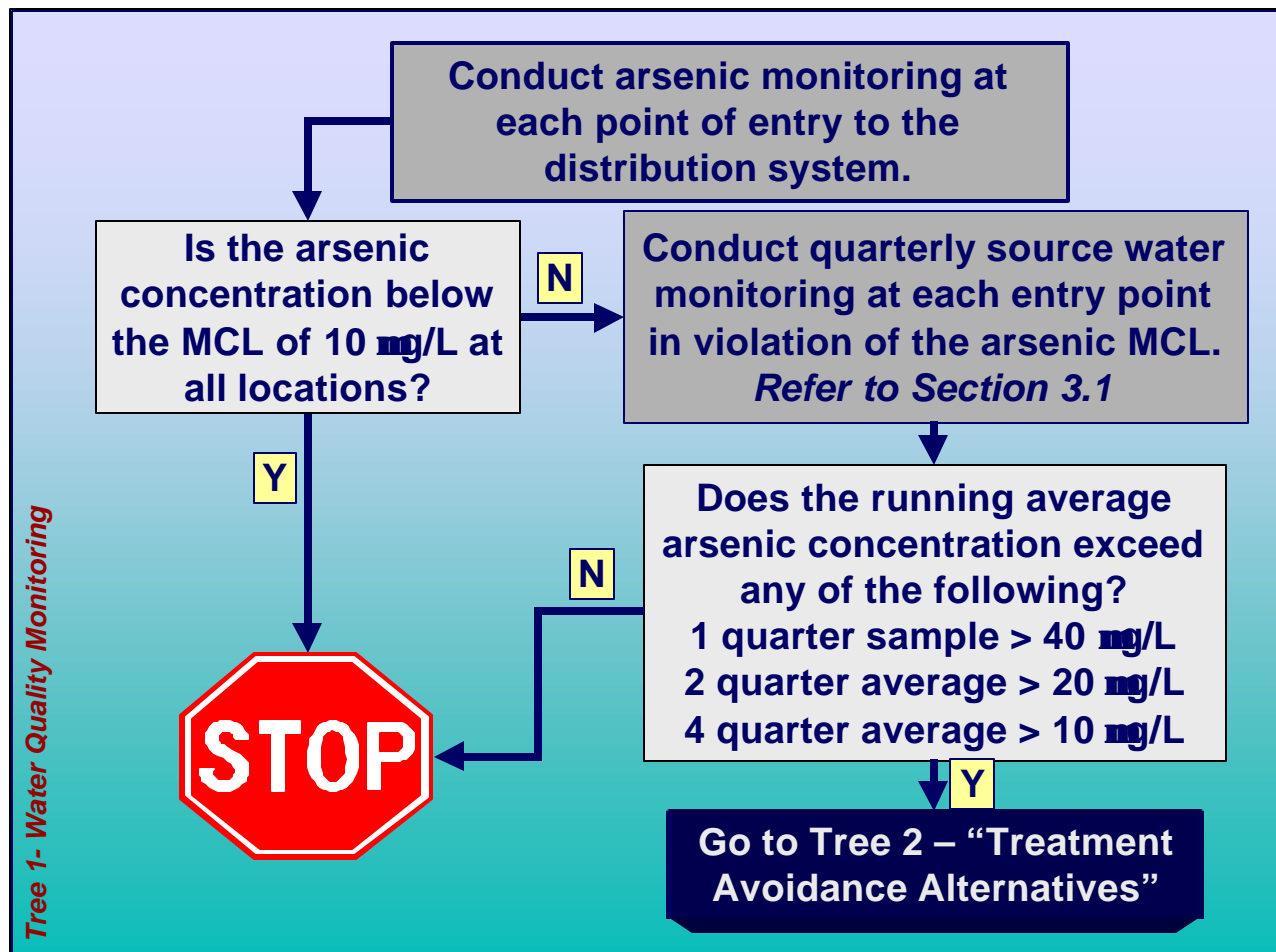 Conduct arsenic monitoring at
each point of entry to the
distribution system.
Is the arsenic
concentration below
the MCL of 10 mg/L at
all locations?
N
Conduct quarterly source water
monitoring at each entry point
in violation of the arsenic MCL.
Refer to Section 3.1
Y
Does the running average
arsenic concentration exceed
any of the following?
1 quarter sample > 40 mg/L
2 quarter average > 20 mg/L
4 quarter average > 10 mg/L
N
STOP
Y
Go to Tree 2 – “Treatment
Avoidance Alternatives”
Tree 1- Water Quality Monitoring